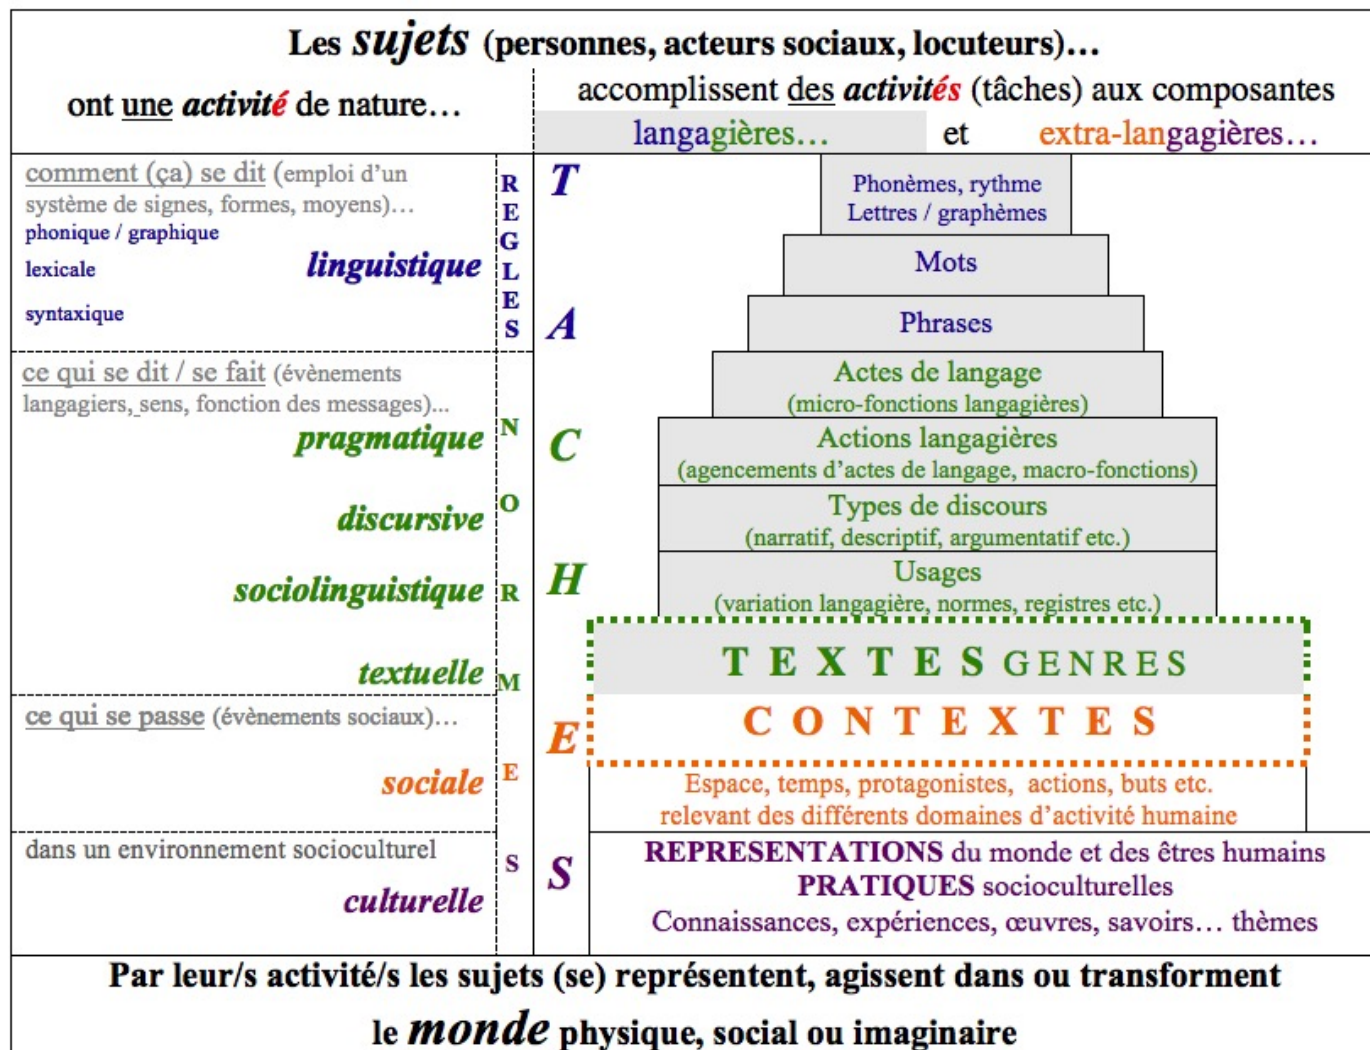 Les sujets (personnes, acteurs sociaux, locuteurs)…
ont une activité de nature…
accomplissent des activités (tâches) aux composantes
langagières… et extra-langagières…
comment (ça) se dit (emploi d'un
système de signes, formes, moyens)…
phonique / graphique
lexicale
linguistique
syntaxique
REGLES
ce qui se dit / se fait (évènements
langagiers, sens, fonction des messages)...
pragmatique
discursive
sociolinguistique
textuelle
ce qui se passe (évènements sociaux)…
sociale
dans un environnement socioculturel
culturelle
NORMES
TACHES
Phonèmes, rythme
Lettres / graphèmes
Mots
Phrases
Actes de langage
(micro-fonctions langagières)
Actions langagières
(agencements d'actes de langage, macro-fonctions)
Types de discours
(narratif, descriptif, argumentatif etc.)
Usages
(variation langagière, normes, registres etc.)
TEXTES GENRES
CONTEXTES
Espace, temps, protagonistes, actions, buts etc.
relevant des différents domaines d'activité humaine
REPRESENTATIONS du monde et des êtres humains
PRATIQUES socioculturelles
Connaissances, expériences, œuvres, savoirs… thèmes
Par leur/s activité/s les sujets (se) représentent, agissent dans ou transforment
le monde physique, social ou imaginaire